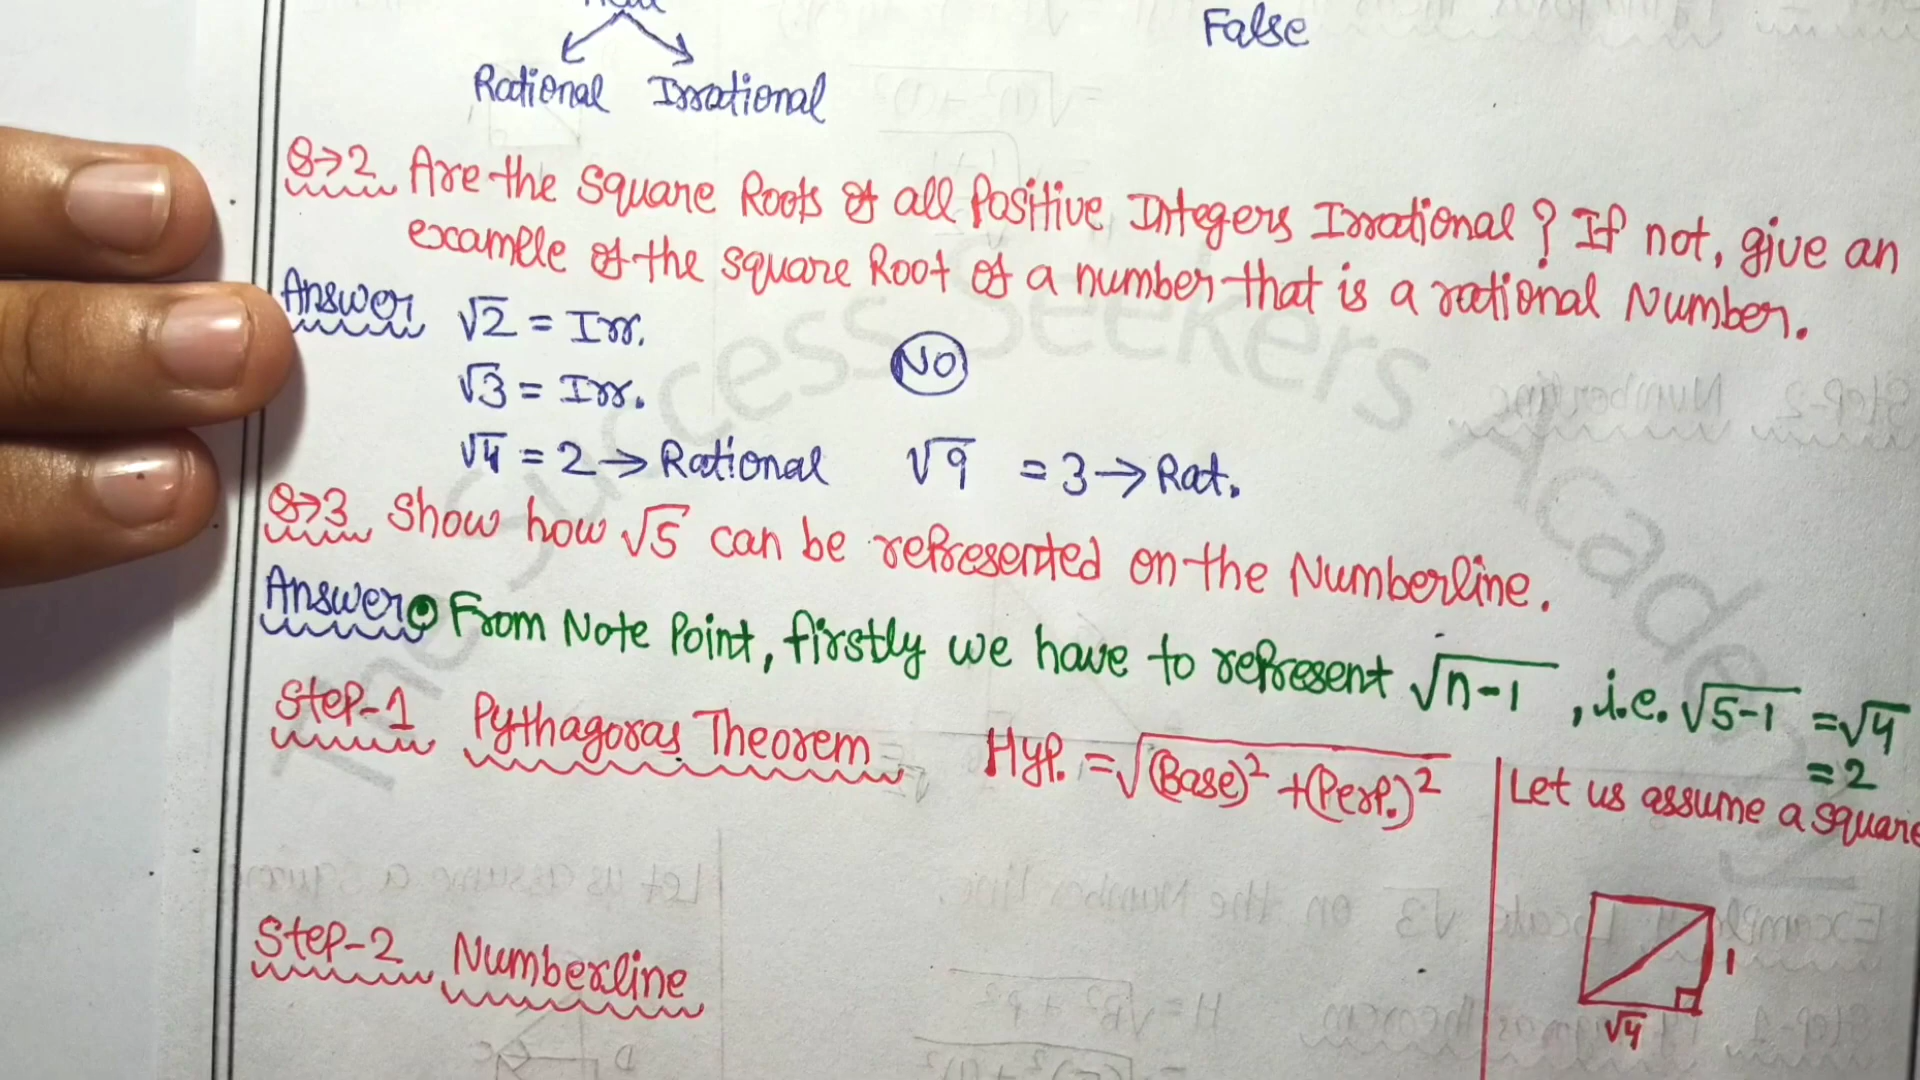 False
Rational Irrational
Q→2 Are the Square Roots of all Positive Integers Irrational? If not, give an
example of the square Root of a number that is a rational Number.
Answer √2 = Irr.
NO
√3 = Irr.
√4 = 2 → Rational √9 = 3 → Rat.
Q→3 Show how √5 can be represented on the Numberline.
Answer From Note Point, firstly we have to represent √n-1 , i.e. √5-1 = √4
= 2
Step-1 Pythagoras Theorem Hyp. = √(Base)² + (Perp.)² Let us assume a square
1
√4
Step-2 Numberline
The Success Seekers